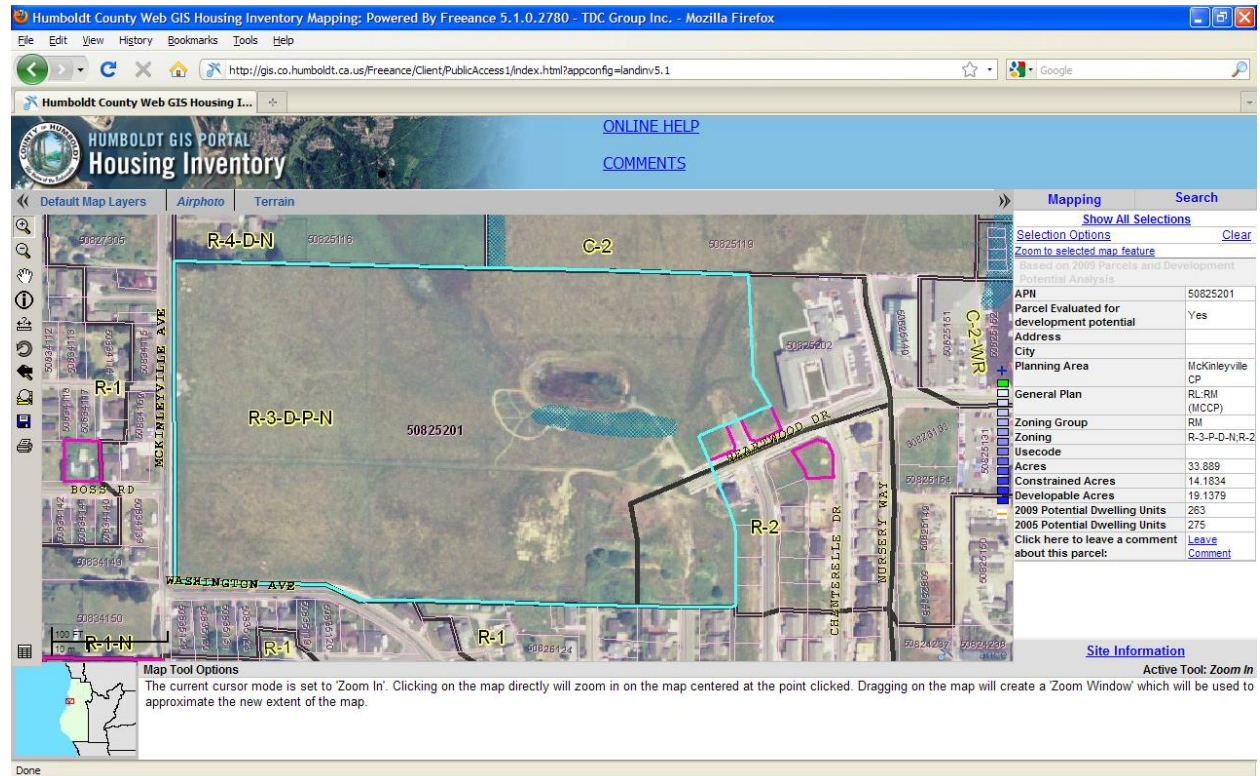 Humboldt County Web GIS Housing Inventory Mapping: Powered By Freeance 5.1.0.2780 - TDC Group Inc. - Mozilla Firefox
File Edit View History Bookmarks Tools Help
http://gis.co.humboldt.ca.us/Freeance/Client/PublicAccess1/index.html?appconfig=landinv5.1
Google
Humboldt County Web GIS Housing I...
HUMBOLDT GIS PORTAL
Housing Inventory
ONLINE HELP
COMMENTS
Default Map Layers Airphoto Terrain
Mapping Search
Show All Selections
Selection Options Clear
Zoom to selected map feature
Based on 2009 Parcels and Development
Potential Analysis
APN 50825201
Parcel Evaluated for
development potential Yes
Address
City
Planning Area McKinleyville
CP
General Plan RL:RM
(MCCP)
Zoning Group RM
Zoning R-3-P-D-N;R-2
Usecode
Acres 33.889
Constrained Acres 14.1834
Developable Acres 19.1379
2009 Potential Dwelling Units 263
2005 Potential Dwelling Units 275
Click here to leave a comment
about this parcel: Leave
Comment
Site Information
50827305
R-4-D-N
50825116
C-2
50825119
50825151
C-2-WR
MCKINLEYVILLE AVE
50834112
50834113
R-1
50825202
R-3-D-P-N
50825201
HEARTWOOD DR
BOSS RD
50834142
50834140
50834149
R-2
CHANTERELLE DR
NURSERY WAY
50825154
50825149
50825150
WASHINGTON AVE
50834150
100 FT
10 m
R-1-N
R-1
R-1
50826124
Map Tool Options
Active Tool: Zoom In
The current cursor mode is set to 'Zoom In'. Clicking on the map directly will zoom in on the map centered at the point clicked. Dragging on the map will create a 'Zoom Window' which will be used to
approximate the new extent of the map.
Done